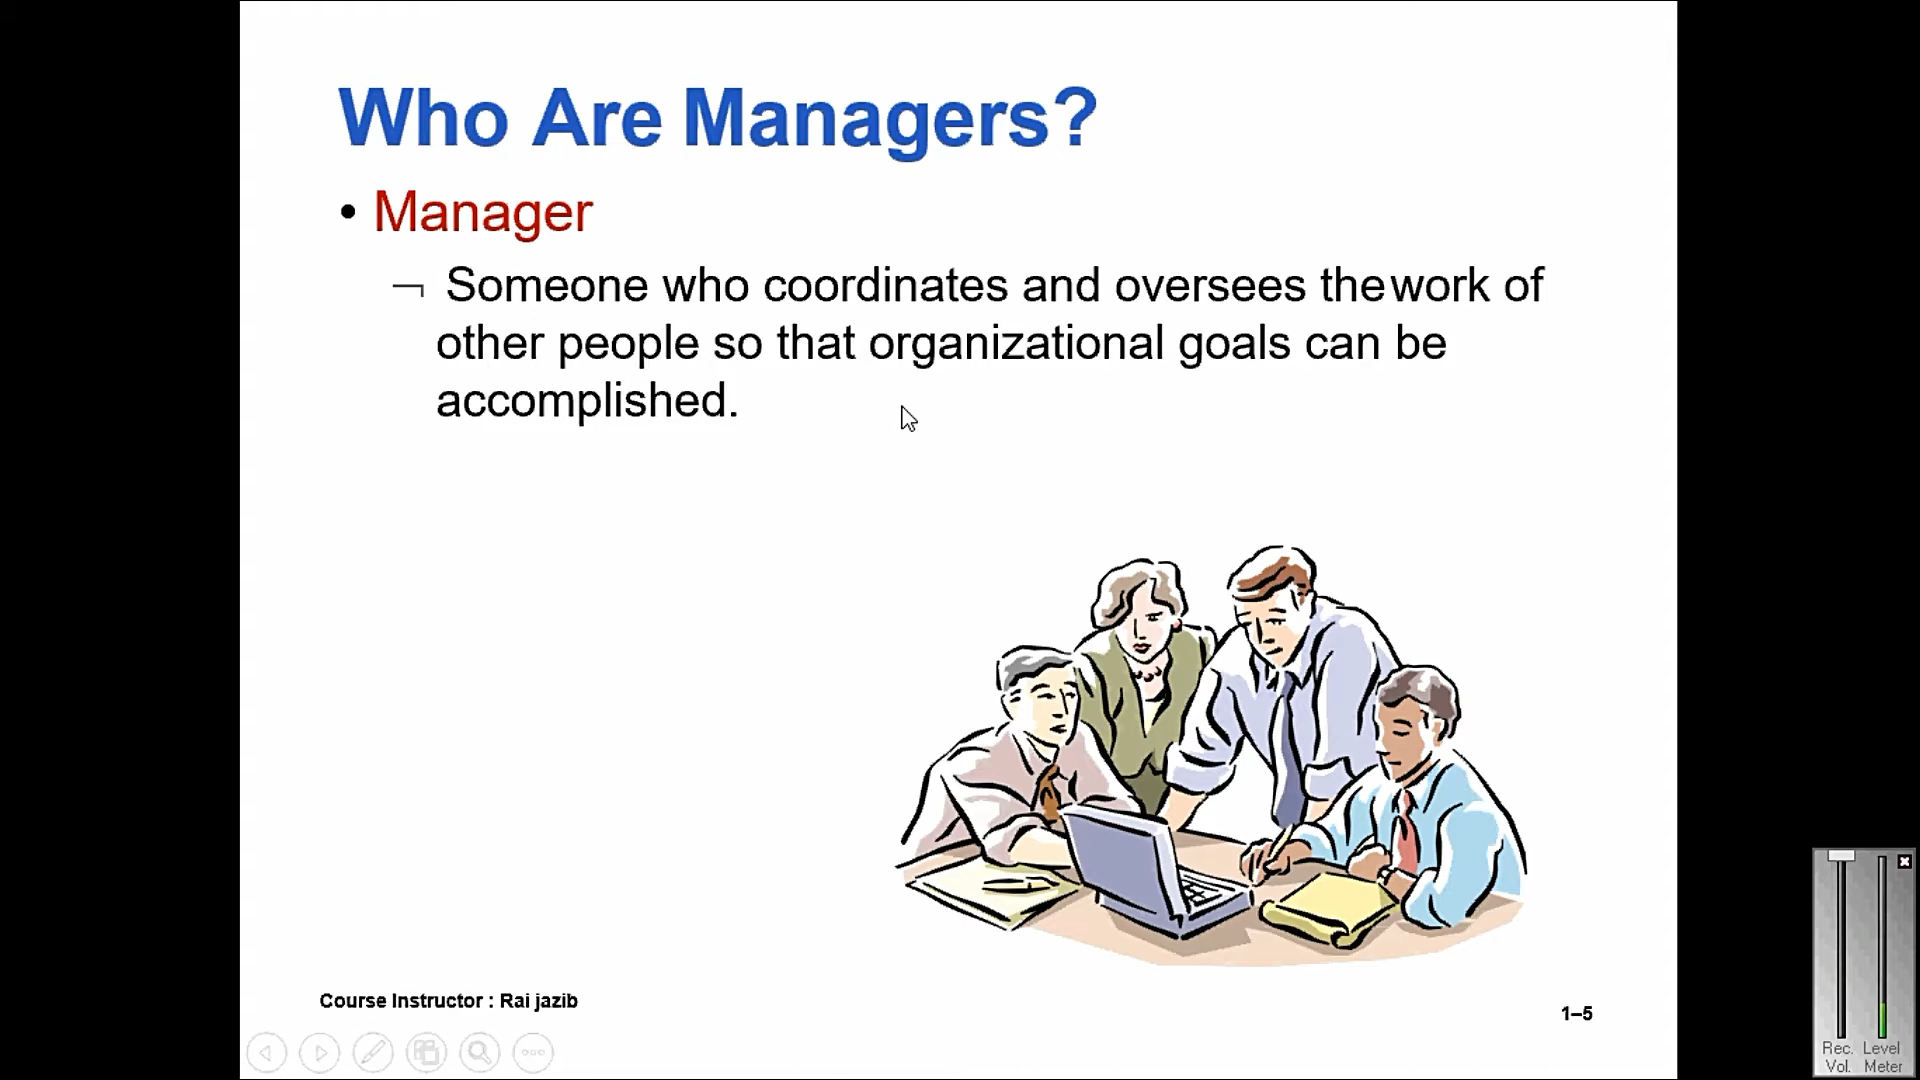 Who Are Managers?
• Manager
¬ Someone who coordinates and oversees the work of
other people so that organizational goals can be
accomplished.
Course Instructor : Rai jazib
1–5
Rec. Level
Vol. Meter